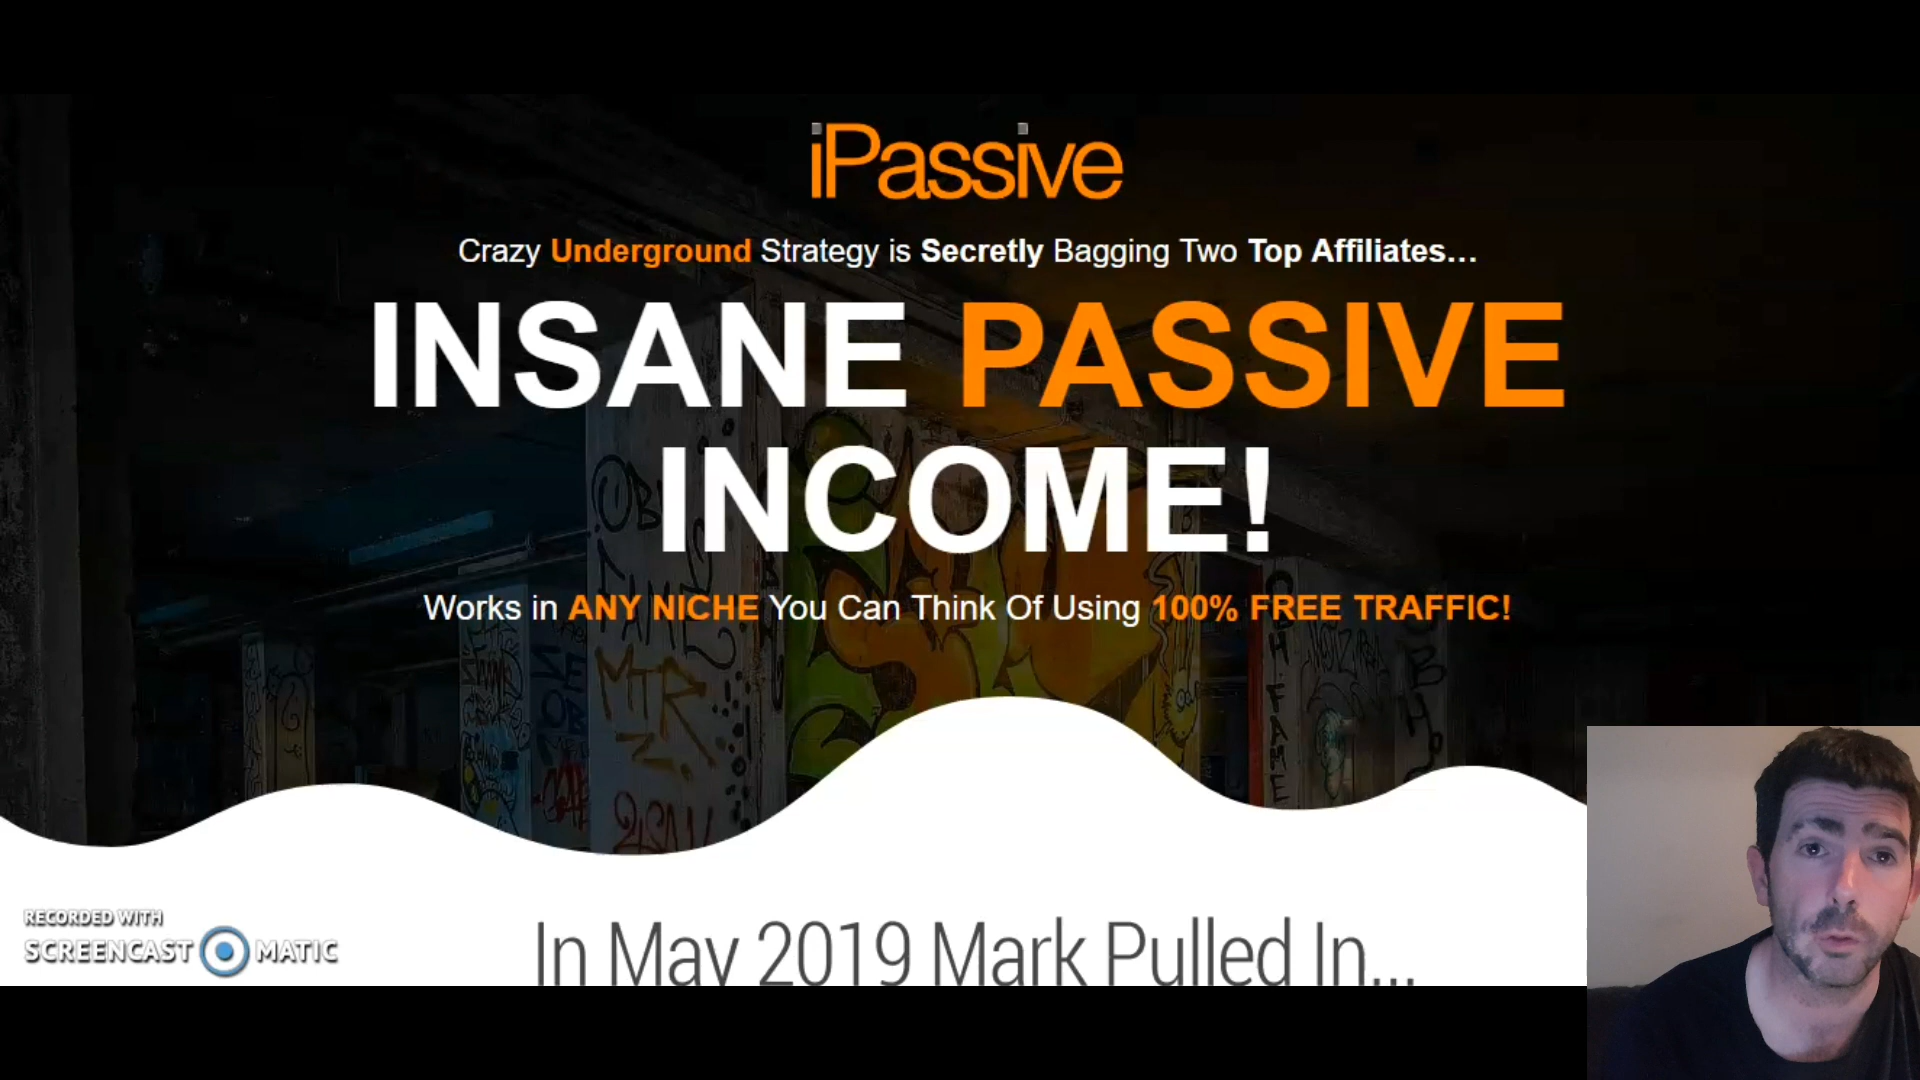 iPassive
Crazy Underground Strategy is Secretly Bagging Two Top Affiliates...
INSANE PASSIVE
INCOME!
Works in ANY NICHE You Can Think Of Using 100% FREE TRAFFIC!
In May 2019 Mark Pulled In...
RECORDED WITH
SCREENCAST MATIC